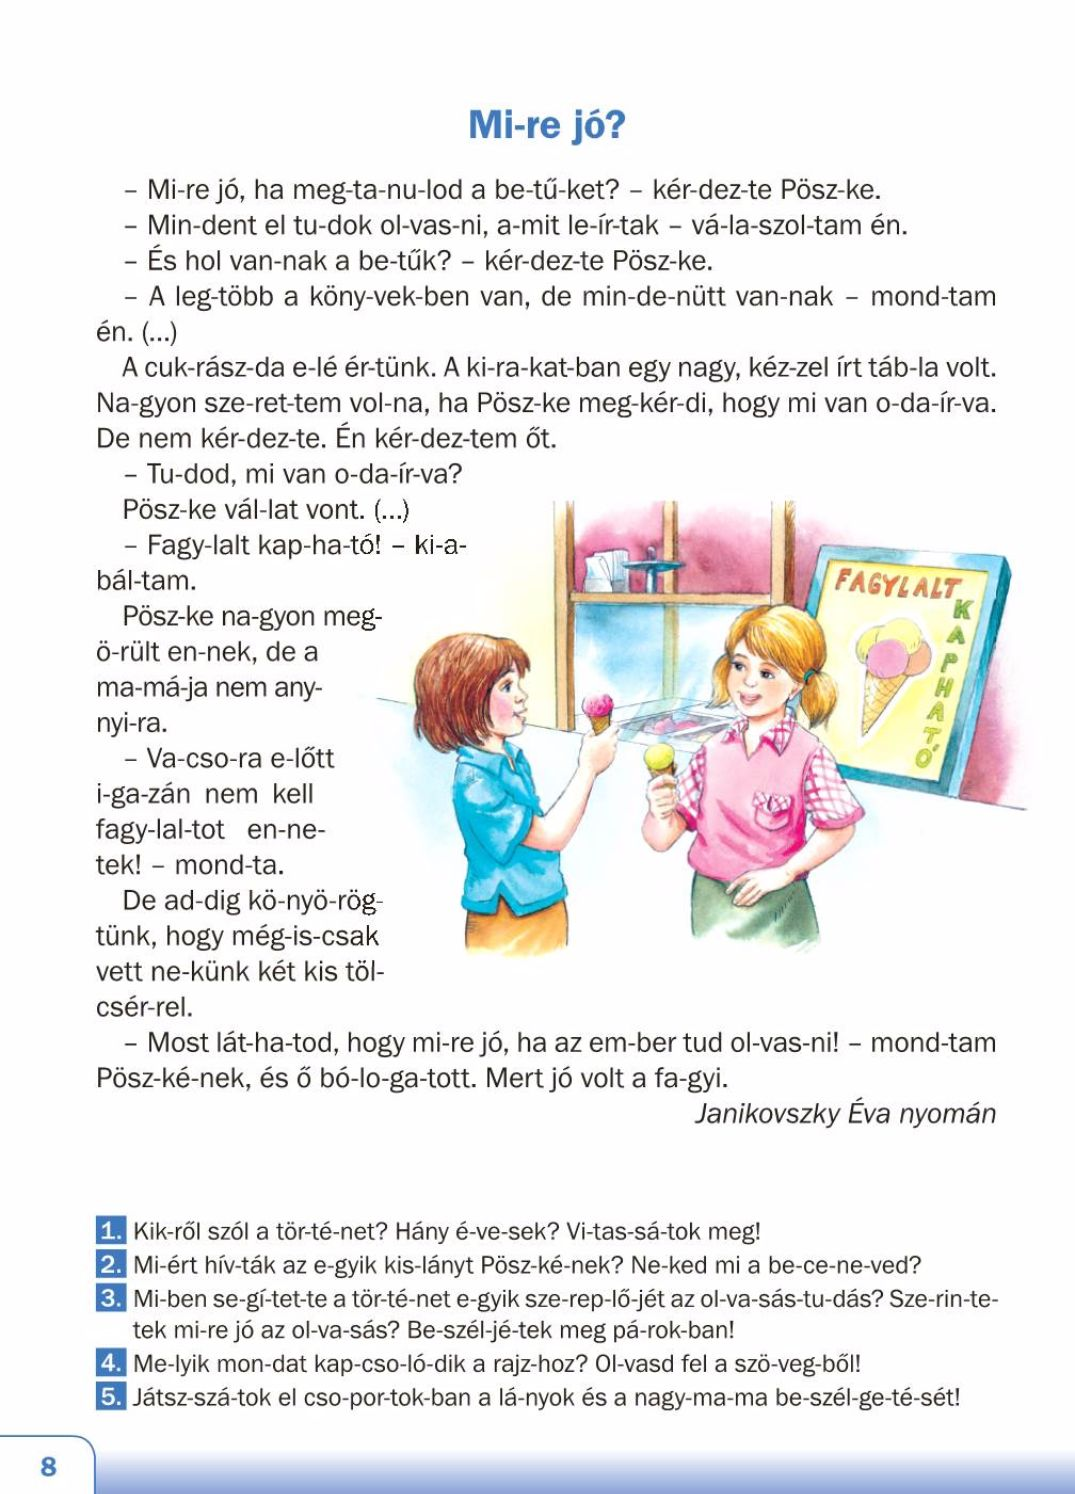 Mi-re jó?
– Mi-re jó, ha meg-ta-nu-lod a be-tű-ket? – kér-dez-te Pösz-ke.
– Min-dent el tu-dok ol-vas-ni, a-mit le-ír-tak – vá-la-szol-tam én.
– És hol van-nak a be-tűk? – kér-dez-te Pösz-ke.
– A leg-több a köny-vek-ben van, de min-de-nütt van-nak – mond-tam
én. (...)
A cuk-rász-da e-lé ér-tünk. A ki-ra-kat-ban egy nagy, kéz-zel írt táb-la volt.
Na-gyon sze-ret-tem vol-na, ha Pösz-ke meg-kér-di, hogy mi van o-da-ír-va.
De nem kér-dez-te. Én kér-dez-tem őt.
– Tu-dod, mi van o-da-ír-va?
Pösz-ke vál-lat vont. (...)
– Fagy-lalt kap-ha-tó! – ki-a-
bál-tam.
Pösz-ke na-gyon meg-
ö-rült en-nek, de a
ma-má-ja nem any-
nyi-ra.
– Va-cso-ra e-lőtt
i-ga-zán nem kell
fagy-lal-tot en-ne-
tek! – mond-ta.
De ad-dig kö-nyö-rög-
tünk, hogy még-is-csak
vett ne-künk két kis töl-
csér-rel.
FAGYLALT
KAPHATÓ
– Most lát-ha-tod, hogy mi-re jó, ha az em-ber tud ol-vas-ni! – mond-tam
Pösz-ké-nek, és ő bó-lo-ga-tott. Mert jó volt a fa-gyi.
Janikovszky Éva nyomán
1. Kik-ről szól a tör-té-net? Hány é-ve-sek? Vi-tas-sá-tok meg!
2. Mi-ért hív-ták az e-gyik kis-lányt Pösz-ké-nek? Ne-ked mi a be-ce-ne-ved?
3. Mi-ben se-gí-tet-te a tör-té-net e-gyik sze-rep-lő-jét az ol-va-sás-tu-dás? Sze-rin-te-
tek mi-re jó az ol-va-sás? Be-szél-jé-tek meg pá-rok-ban!
4. Me-lyik mon-dat kap-cso-ló-dik a rajz-hoz? Ol-vasd fel a szö-veg-ből!
5. Játsz-szá-tok el cso-por-tok-ban a lá-nyok és a nagy-ma-ma be-szél-ge-té-sét!
8